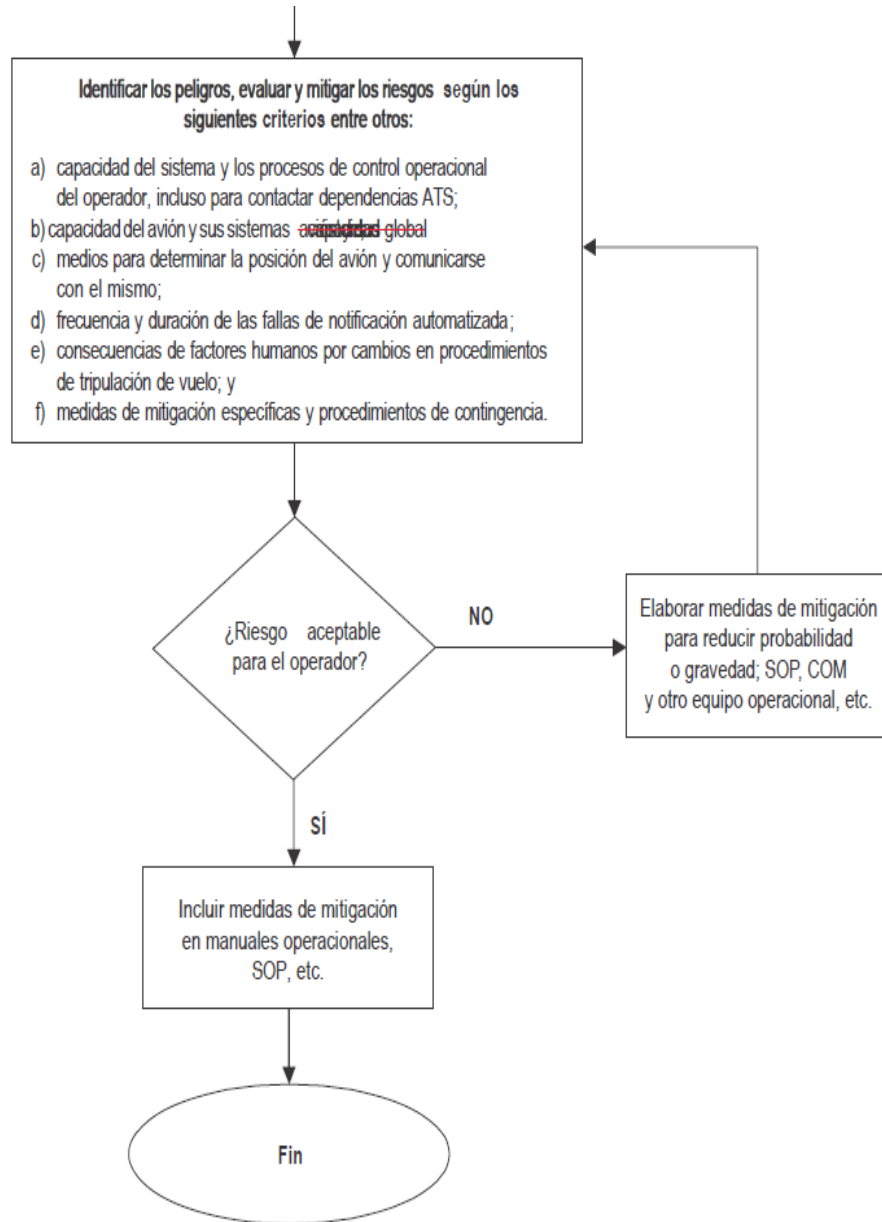 Identificar los peligros, evaluar y mitigar los riesgos según los
siguientes criterios entre otros:
a) capacidad del sistema y los procesos de control operacional
del operador, incluso para contactar dependencias ATS;
b) capacidad del avión y sus sistemas global
c) medios para determinar la posición del avión y comunicarse
con el mismo;
d) frecuencia y duración de las fallas de notificación automatizada;
e) consecuencias de factores humanos por cambios en procedimientos
de tripulación de vuelo; y
f) medidas de mitigación específicas y procedimientos de contingencia.
¿Riesgo aceptable
para el operador?
NO
Elaborar medidas de mitigación
para reducir probabilidad
o gravedad; SOP, COM
y otro equipo operacional, etc.
SÍ
Incluir medidas de mitigación
en manuales operacionales,
SOP, etc.
Fin